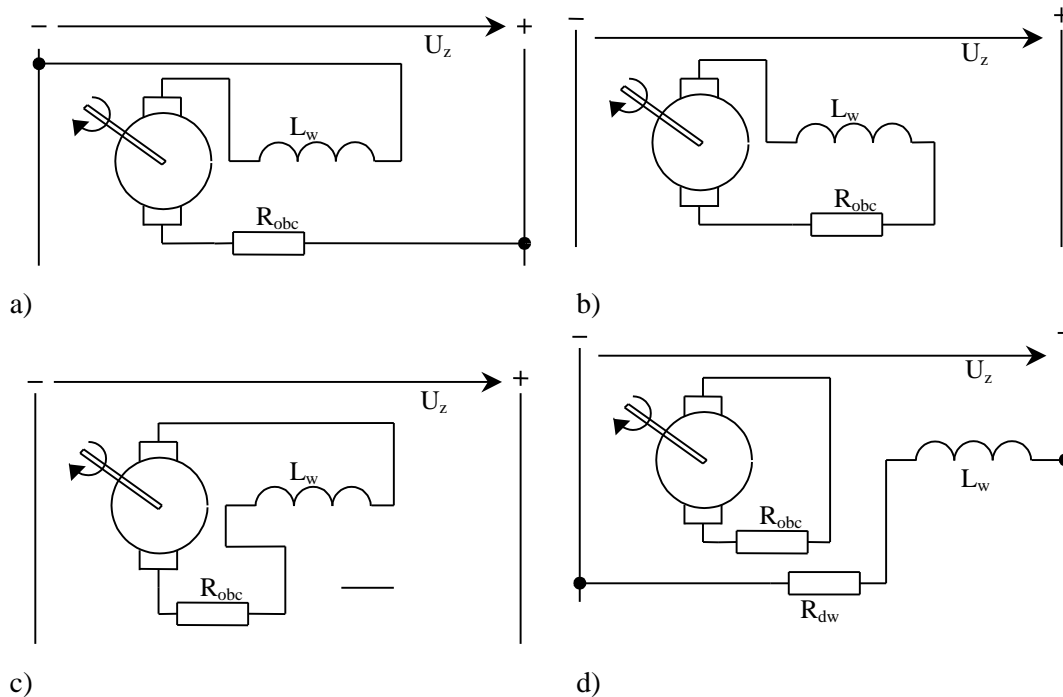 − +
U_z
L_w
R_obc
a)
− +
U_z
L_w
R_obc
b)
− +
U_z
L_w
R_obc
c)
− +
U_z
R_obc
L_w
R_dw
d)